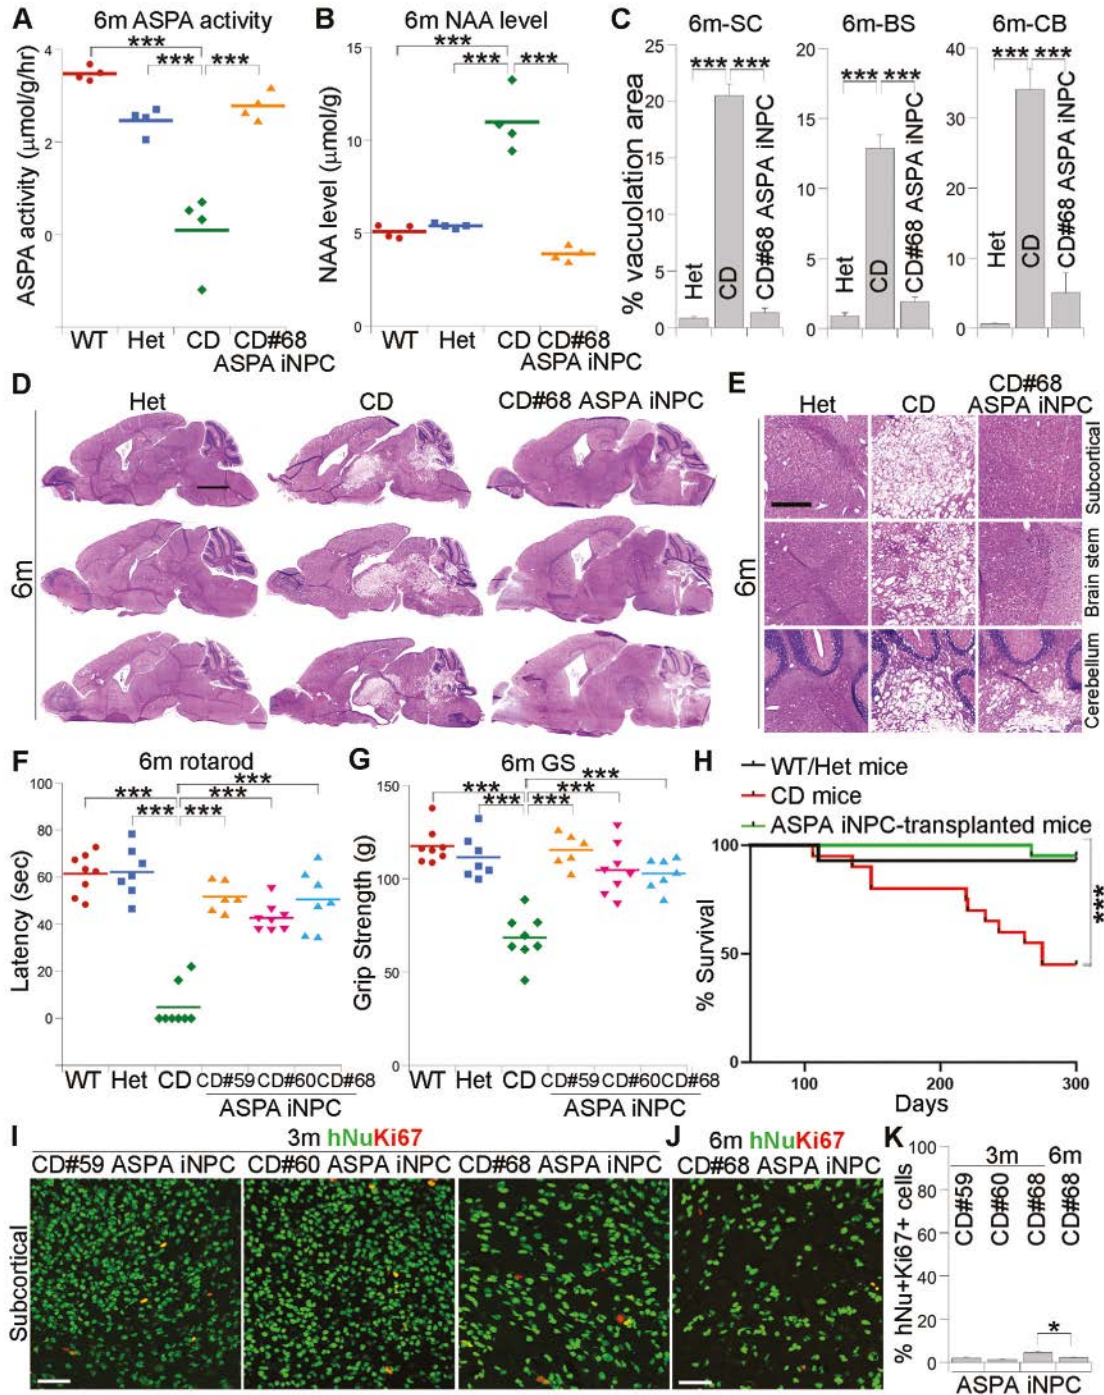 A
6m ASPA activity
***
***
***
ASPA activity (μmol/g/hr)
4
2
0
WT Het CD CD#68
ASPA iNPC
B
6m NAA level
***
***
***
NAA level (μmol/g)
15
10
5
0
WT Het CD CD#68
ASPA iNPC
C
6m-SC
6m-BS
6m-CB
% vacuolation area
25
20
15
10
5
0
*** ***
Het
CD
CD#68 ASPA iNPC
20
15
10
5
0
*** ***
Het
CD
CD#68 ASPA iNPC
40
30
20
10
0
*** ***
Het
CD
CD#68 ASPA iNPC
D
Het CD CD#68 ASPA iNPC
6m
E
Het CD CD#68
ASPA iNPC
6m
Subcortical
Brain stem
Cerebellum
F
6m rotarod
***
*** ***
*** ***
Latency (sec)
100
80
60
40
20
0
WT Het CD CD#59 CD#60 CD#68
ASPA iNPC
G
6m GS
***
*** ***
*** ***
Grip Strength (g)
150
100
50
0
WT Het CD CD#59 CD#60 CD#68
ASPA iNPC
H
WT/Het mice
CD mice
ASPA iNPC-transplanted mice
% Survival
100
50
0
***
100 200 300
Days
I
3m hNuKi67
CD#59 ASPA iNPC CD#60 ASPA iNPC CD#68 ASPA iNPC
Subcortical
J
6m hNuKi67
CD#68 ASPA iNPC
K
% hNu+Ki67+ cells
100
80
60
40
20
0
3m 6m
CD#59
CD#60
CD#68
CD#68
*
ASPA iNPC